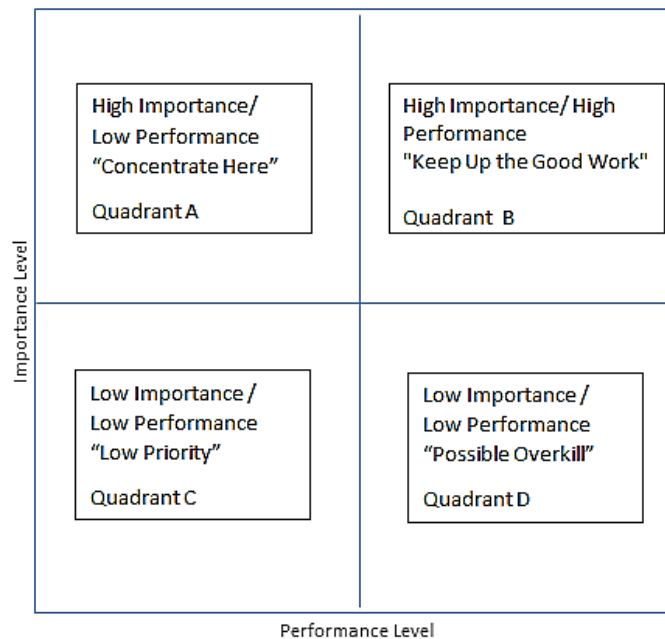 High Importance/
Low Performance
“Concentrate Here”
Quadrant A
High Importance/ High
Performance
"Keep Up the Good Work"
Quadrant B
Importance Level
Low Importance /
Low Performance
“Low Priority”
Quadrant C
Low Importance /
Low Performance
“Possible Overkill”
Quadrant D
Performance Level